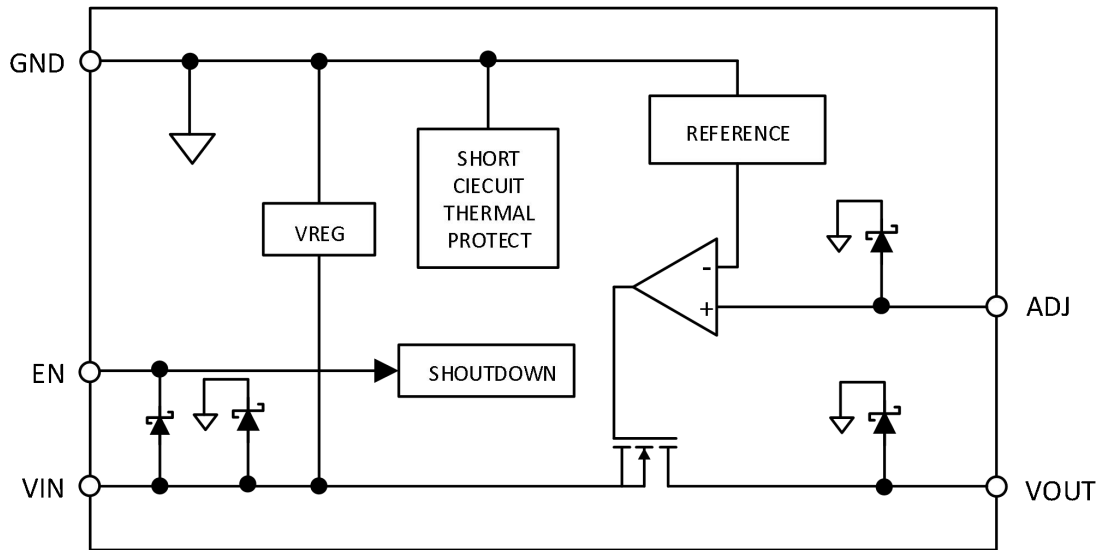 GND
REFERENCE
SHORT
CIECUIT
THERMAL
PROTECT
VREG
-
+
ADJ
EN
SHOUTDOWN
VIN
VOUT